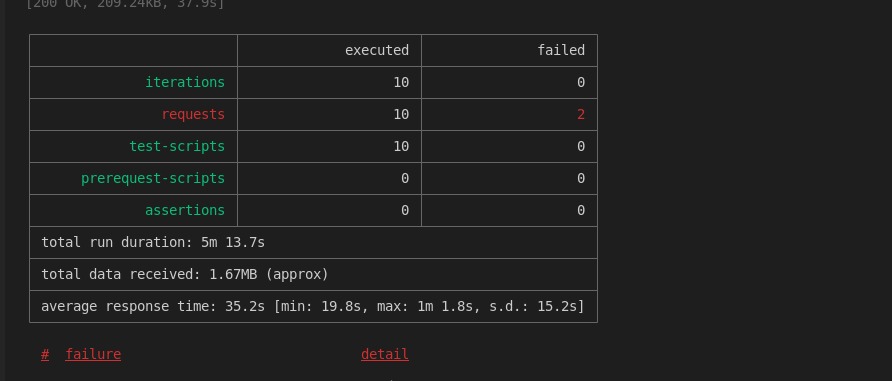 [200 OK, 209.24kB, 37.9s]
executed failed
iterations 10 0
requests 10 2
test-scripts 10 0
prerequest-scripts 0 0
assertions 0 0
total run duration: 5m 13.7s
total data received: 1.67MB (approx)
average response time: 35.2s [min: 19.8s, max: 1m 1.8s, s.d.: 15.2s]
# failure detail